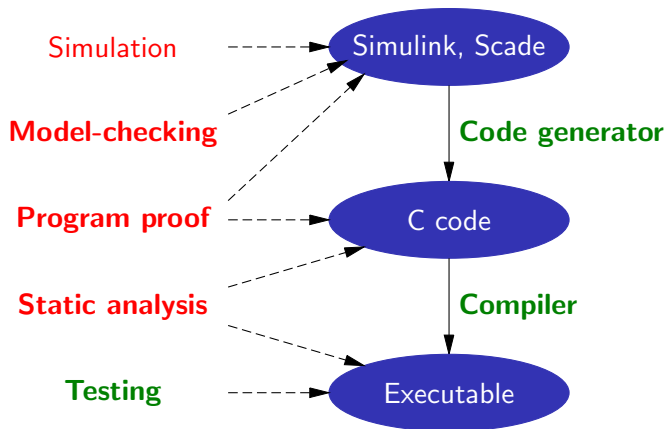 Simulation
Simulink, Scade
Model-checking
Code generator
Program proof
C code
Static analysis
Compiler
Testing
Executable